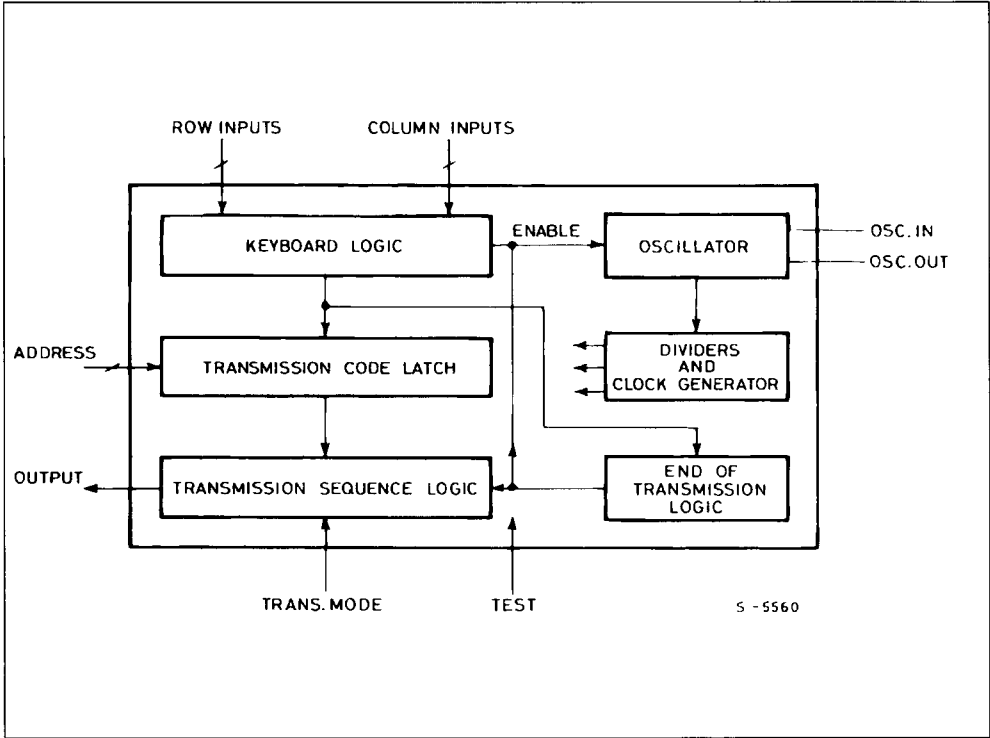 ROW INPUTS
COLUMN INPUTS
KEYBOARD LOGIC
ENABLE
OSCILLATOR
OSC.IN
OSC.OUT
ADDRESS
TRANSMISSION CODE LATCH
DIVIDERS
AND
CLOCK GENERATOR
OUTPUT
TRANSMISSION SEQUENCE LOGIC
END OF
TRANSMISSION
LOGIC
TRANS.MODE
TEST
S-5560